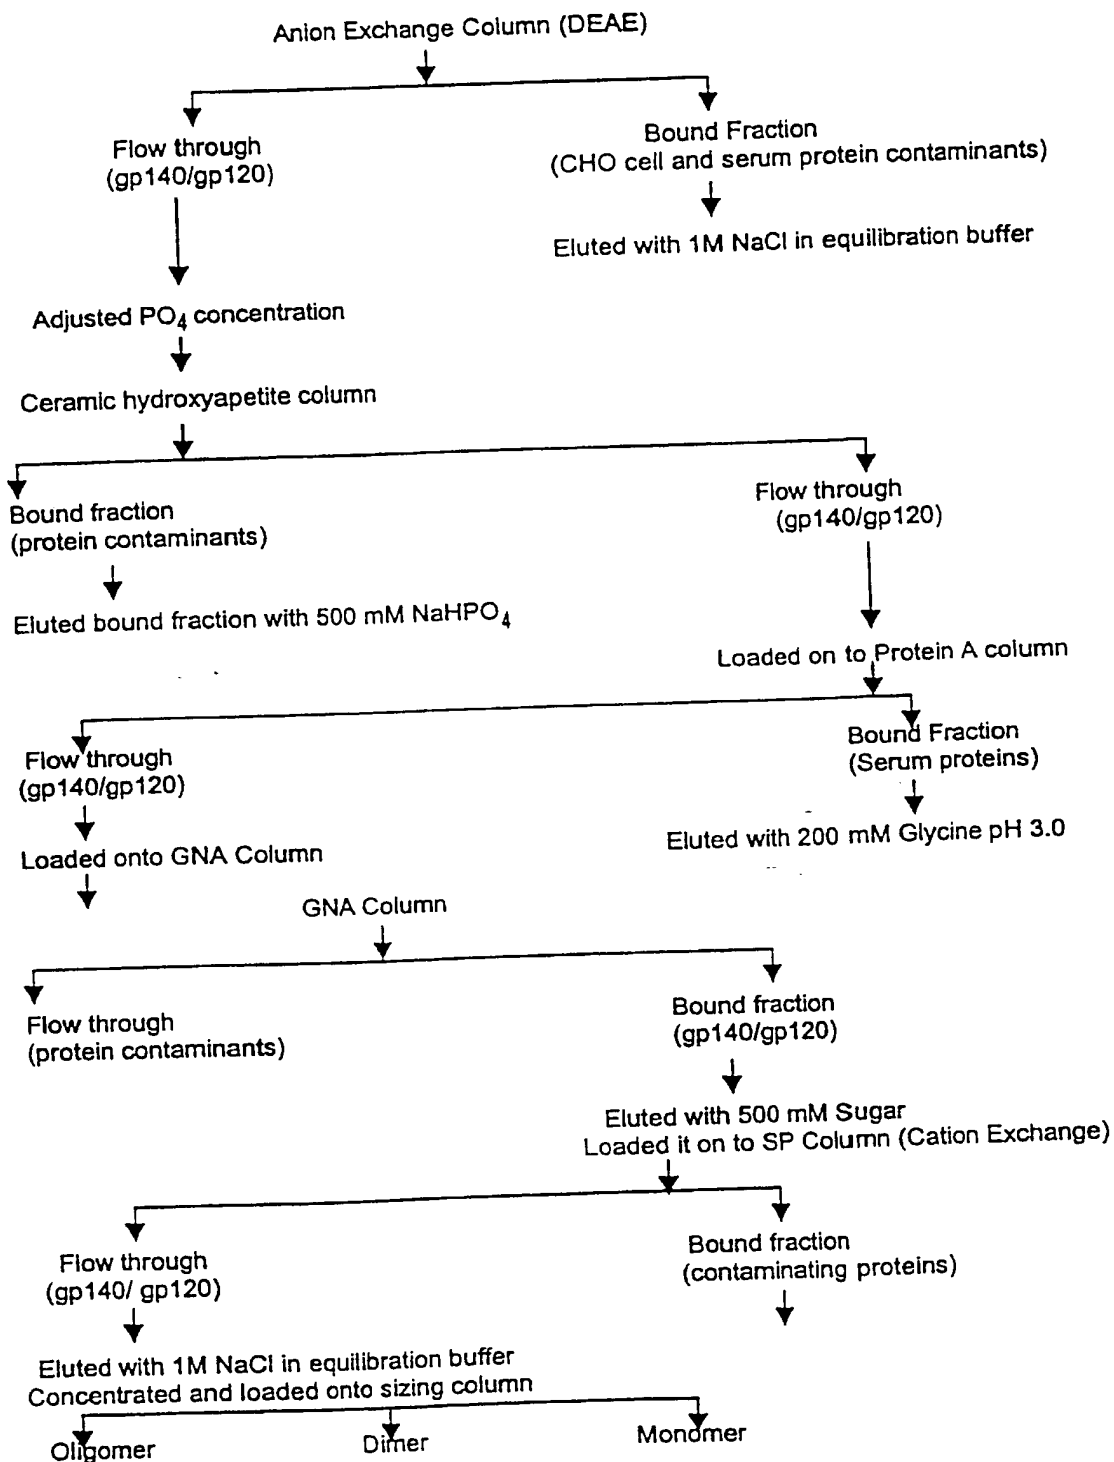 Anion Exchange Column (DEAE)
Flow through
(gp140/gp120)
Bound Fraction
(CHO cell and serum protein contaminants)
Eluted with 1M NaCl in equilibration buffer
Adjusted PO4 concentration
Ceramic hydroxyapetite column
Bound fraction
(protein contaminants)
Eluted bound fraction with 500 mM NaHPO4
Flow through
(gp140/gp120)
Loaded on to Protein A column
Flow through
(gp140/gp120)
Loaded onto GNA Column
Bound Fraction
(Serum proteins)
Eluted with 200 mM Glycine pH 3.0
GNA Column
Flow through
(protein contaminants)
Bound fraction
(gp140/gp120)
Eluted with 500 mM Sugar
Loaded it on to SP Column (Cation Exchange)
Flow through
(gp140/ gp120)
Bound fraction
(contaminating proteins)
Eluted with 1M NaCl in equilibration buffer
Concentrated and loaded onto sizing column
Oligomer
Dimer
Monomer